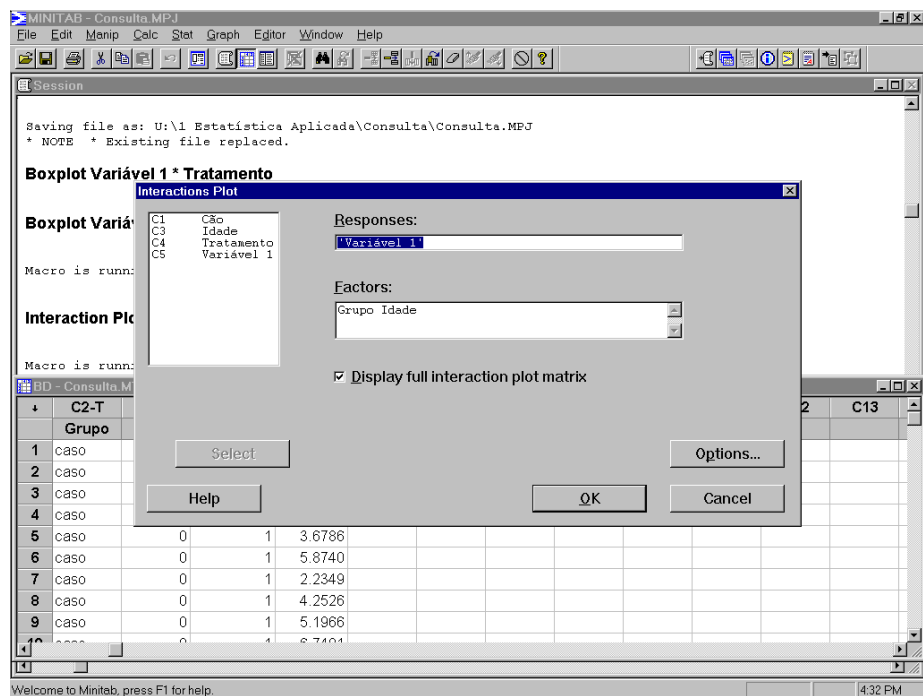 MINITAB - Consulta.MPJ
File Edit Manip Calc Stat Graph Editor Window Help
Session
Saving file as: U:\1 Estatística Aplicada\Consulta\Consulta.MPJ
* NOTE * Existing file replaced.
Boxplot Variável 1 * Tratamento
Interactions Plot
Boxplot Variáv
Macro is runn
Interaction Plo
Macro is runn
C1 Cão
C3 Idade
C4 Tratamento
C5 Variável 1
Responses:
'Variável 1'
Factors:
Grupo Idade
Display full interaction plot matrix
Select
Options...
Help
OK
Cancel
BD - Consulta.M
C2-T 2 C13
Grupo
1 caso
2 caso
3 caso
4 caso
5 caso 0 1 3.6786
6 caso 0 1 5.8740
7 caso 0 1 2.2349
8 caso 0 1 4.2526
9 caso 0 1 5.1966
Welcome to Minitab, press F1 for help.
4:32 PM